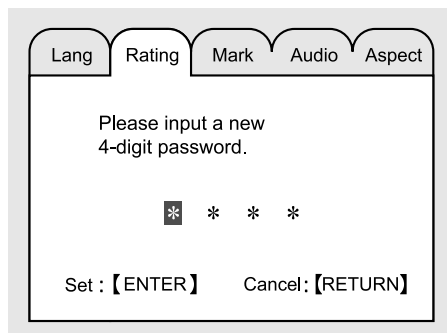 Lang Rating Mark Audio Aspect
Please input a new
4-digit password.
* * * *
Set :【ENTER】 Cancel:【RETURN】